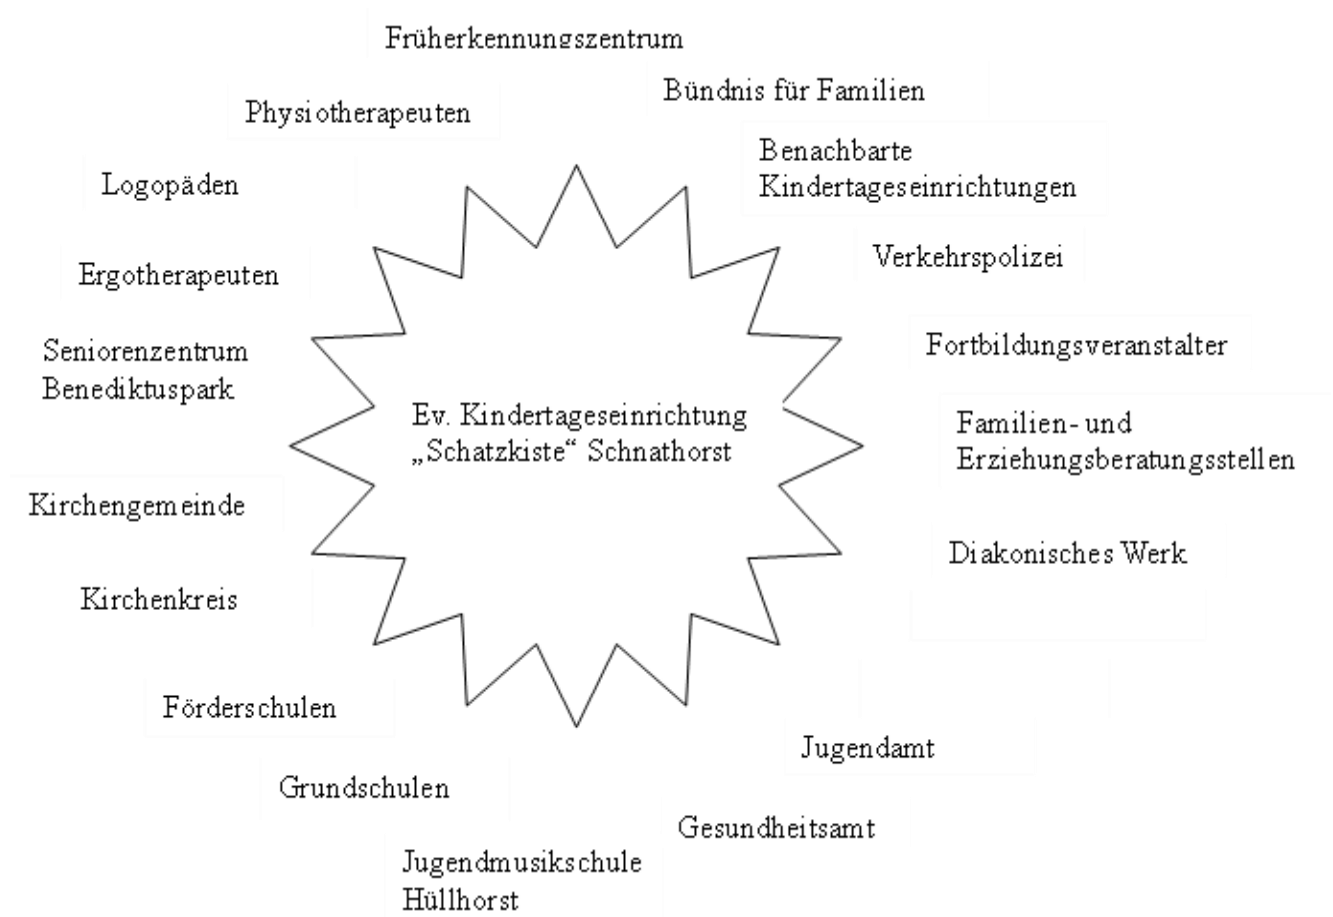 Früherkennungszentrum
Bündnis für Familien
Physiotherapeuten
Benachbarte
Kindertageseinrichtungen
Logopäden
Verkehrspolizei
Ergotherapeuten
Fortbildungsveranstalter
Seniorenzentrum
Benediktuspark
Ev. Kindertageseinrichtung
„Schatzkiste“ Schnathorst
Familien- und
Erziehungsberatungsstellen
Kirchengemeinde
Diakonisches Werk
Kirchenkreis
Förderschulen
Jugendamt
Grundschulen
Gesundheitsamt
Jugendmusikschule
Hüllhorst